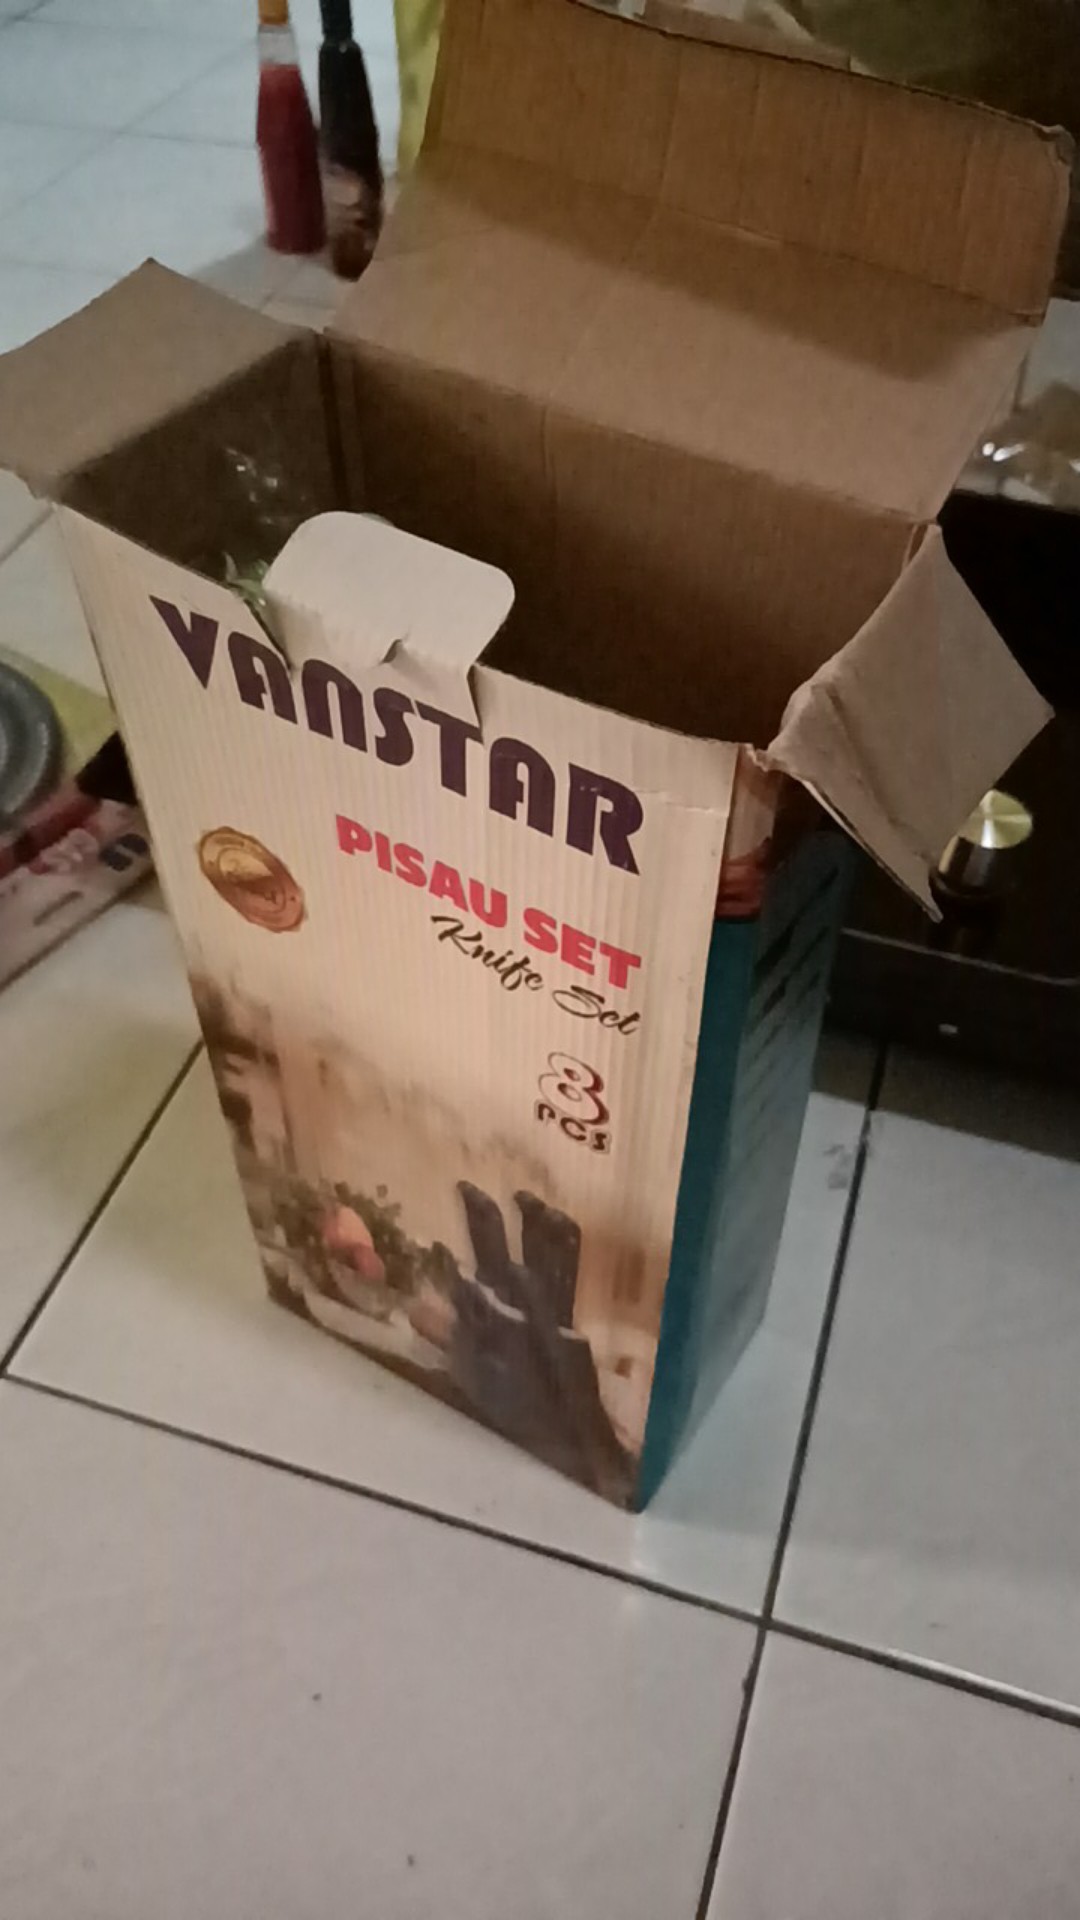 VANSTAR
PISAU SET
Knife Set
8
PCS